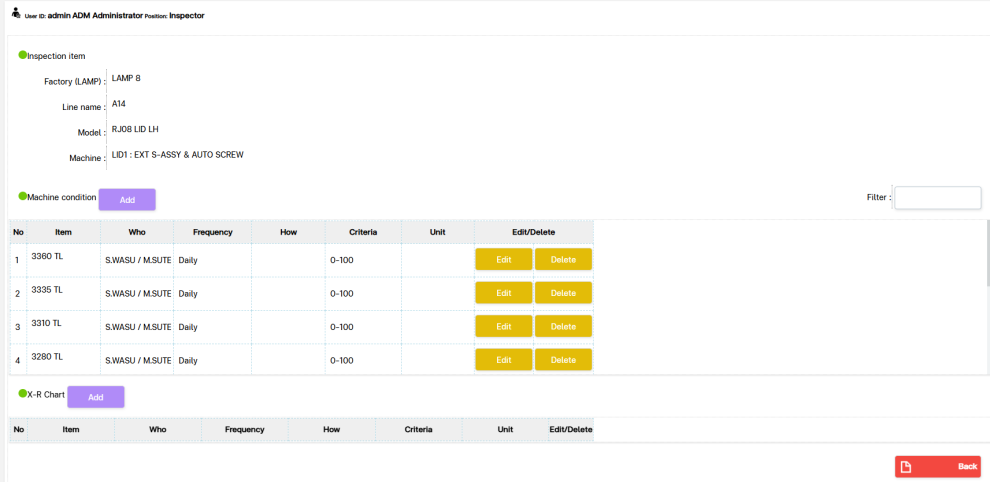 User ID: admin ADM Administrator Position: Inspector
Inspection item
Factory (LAMP) : LAMP 8
Line name : A14
Model : RJ08 LID LH
Machine : LID1 : EXT S-ASSY & AUTO SCREW
Machine condition Add Filter :
No Item Who Frequency How Criteria Unit Edit/Delete
1 3360 TL S.WASU / M.SUTE Daily 0-100 Edit Delete
2 3335 TL S.WASU / M.SUTE Daily 0-100 Edit Delete
3 3310 TL S.WASU / M.SUTE Daily 0-100 Edit Delete
4 3280 TL S.WASU / M.SUTE Daily 0-100 Edit Delete
X-R Chart Add
No Item Who Frequency How Criteria Unit Edit/Delete
Back